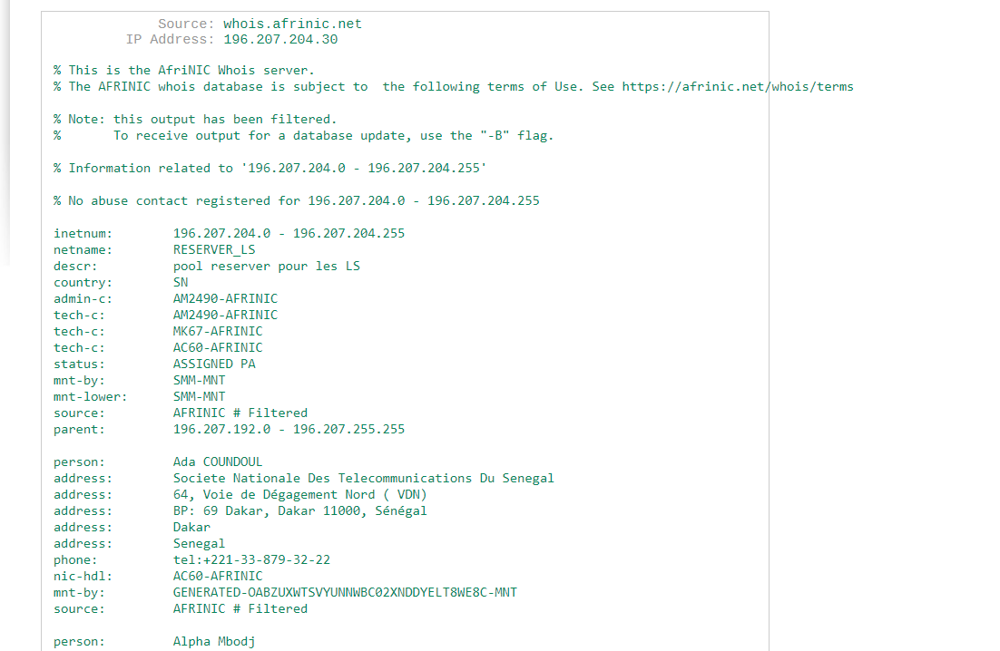 Source: whois.afrinic.net
IP Address: 196.207.204.30
% This is the AfriNIC Whois server.
% The AFRINIC whois database is subject to  the following terms of Use. See https://afrinic.net/whois/terms
% Note: this output has been filtered.
%       To receive output for a database update, use the "-B" flag.
% Information related to '196.207.204.0 - 196.207.204.255'
% No abuse contact registered for 196.207.204.0 - 196.207.204.255
inetnum:        196.207.204.0 - 196.207.204.255
netname:        RESERVER_LS
descr:          pool reserver pour les LS
country:        SN
admin-c:        AM2490-AFRINIC
tech-c:         AM2490-AFRINIC
tech-c:         MK67-AFRINIC
tech-c:         AC60-AFRINIC
status:         ASSIGNED PA
mnt-by:         SMM-MNT
mnt-lower:      SMM-MNT
source:         AFRINIC # Filtered
parent:         196.207.192.0 - 196.207.255.255
person:         Ada COUNDOUL
address:        Societe Nationale Des Telecommunications Du Senegal
address:        64, Voie de Dégagement Nord ( VDN)
address:        BP: 69 Dakar, Dakar 11000, Sénégal
address:        Dakar
address:        Senegal
phone:          tel:+221-33-879-32-22
nic-hdl:        AC60-AFRINIC
mnt-by:         GENERATED-OABZUXWTSVYUNNWBC02XNDDYELT8WE8C-MNT
source:         AFRINIC # Filtered
person:         Alpha Mbodj